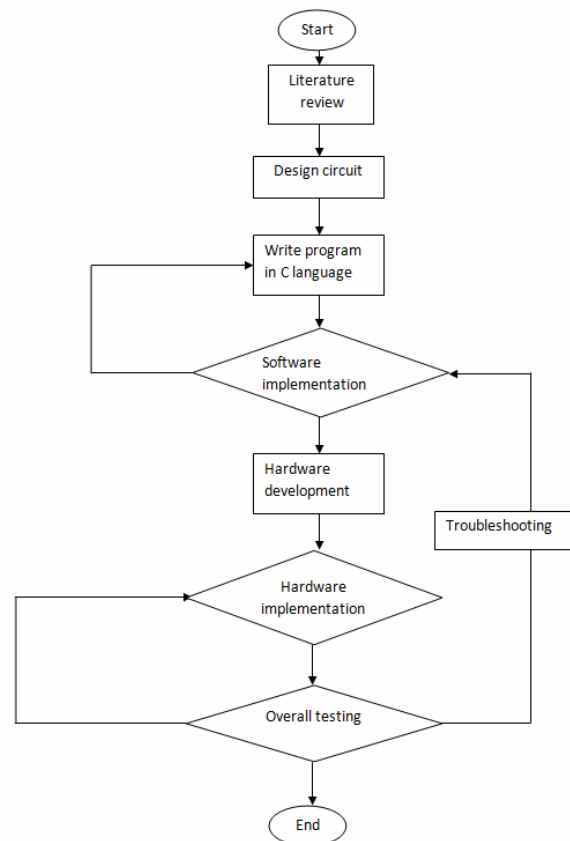 Start
Literature
review
Design circuit
Write program
in C language
Software
implementation
Hardware
development
Troubleshooting
Hardware
implementation
Overall testing
End